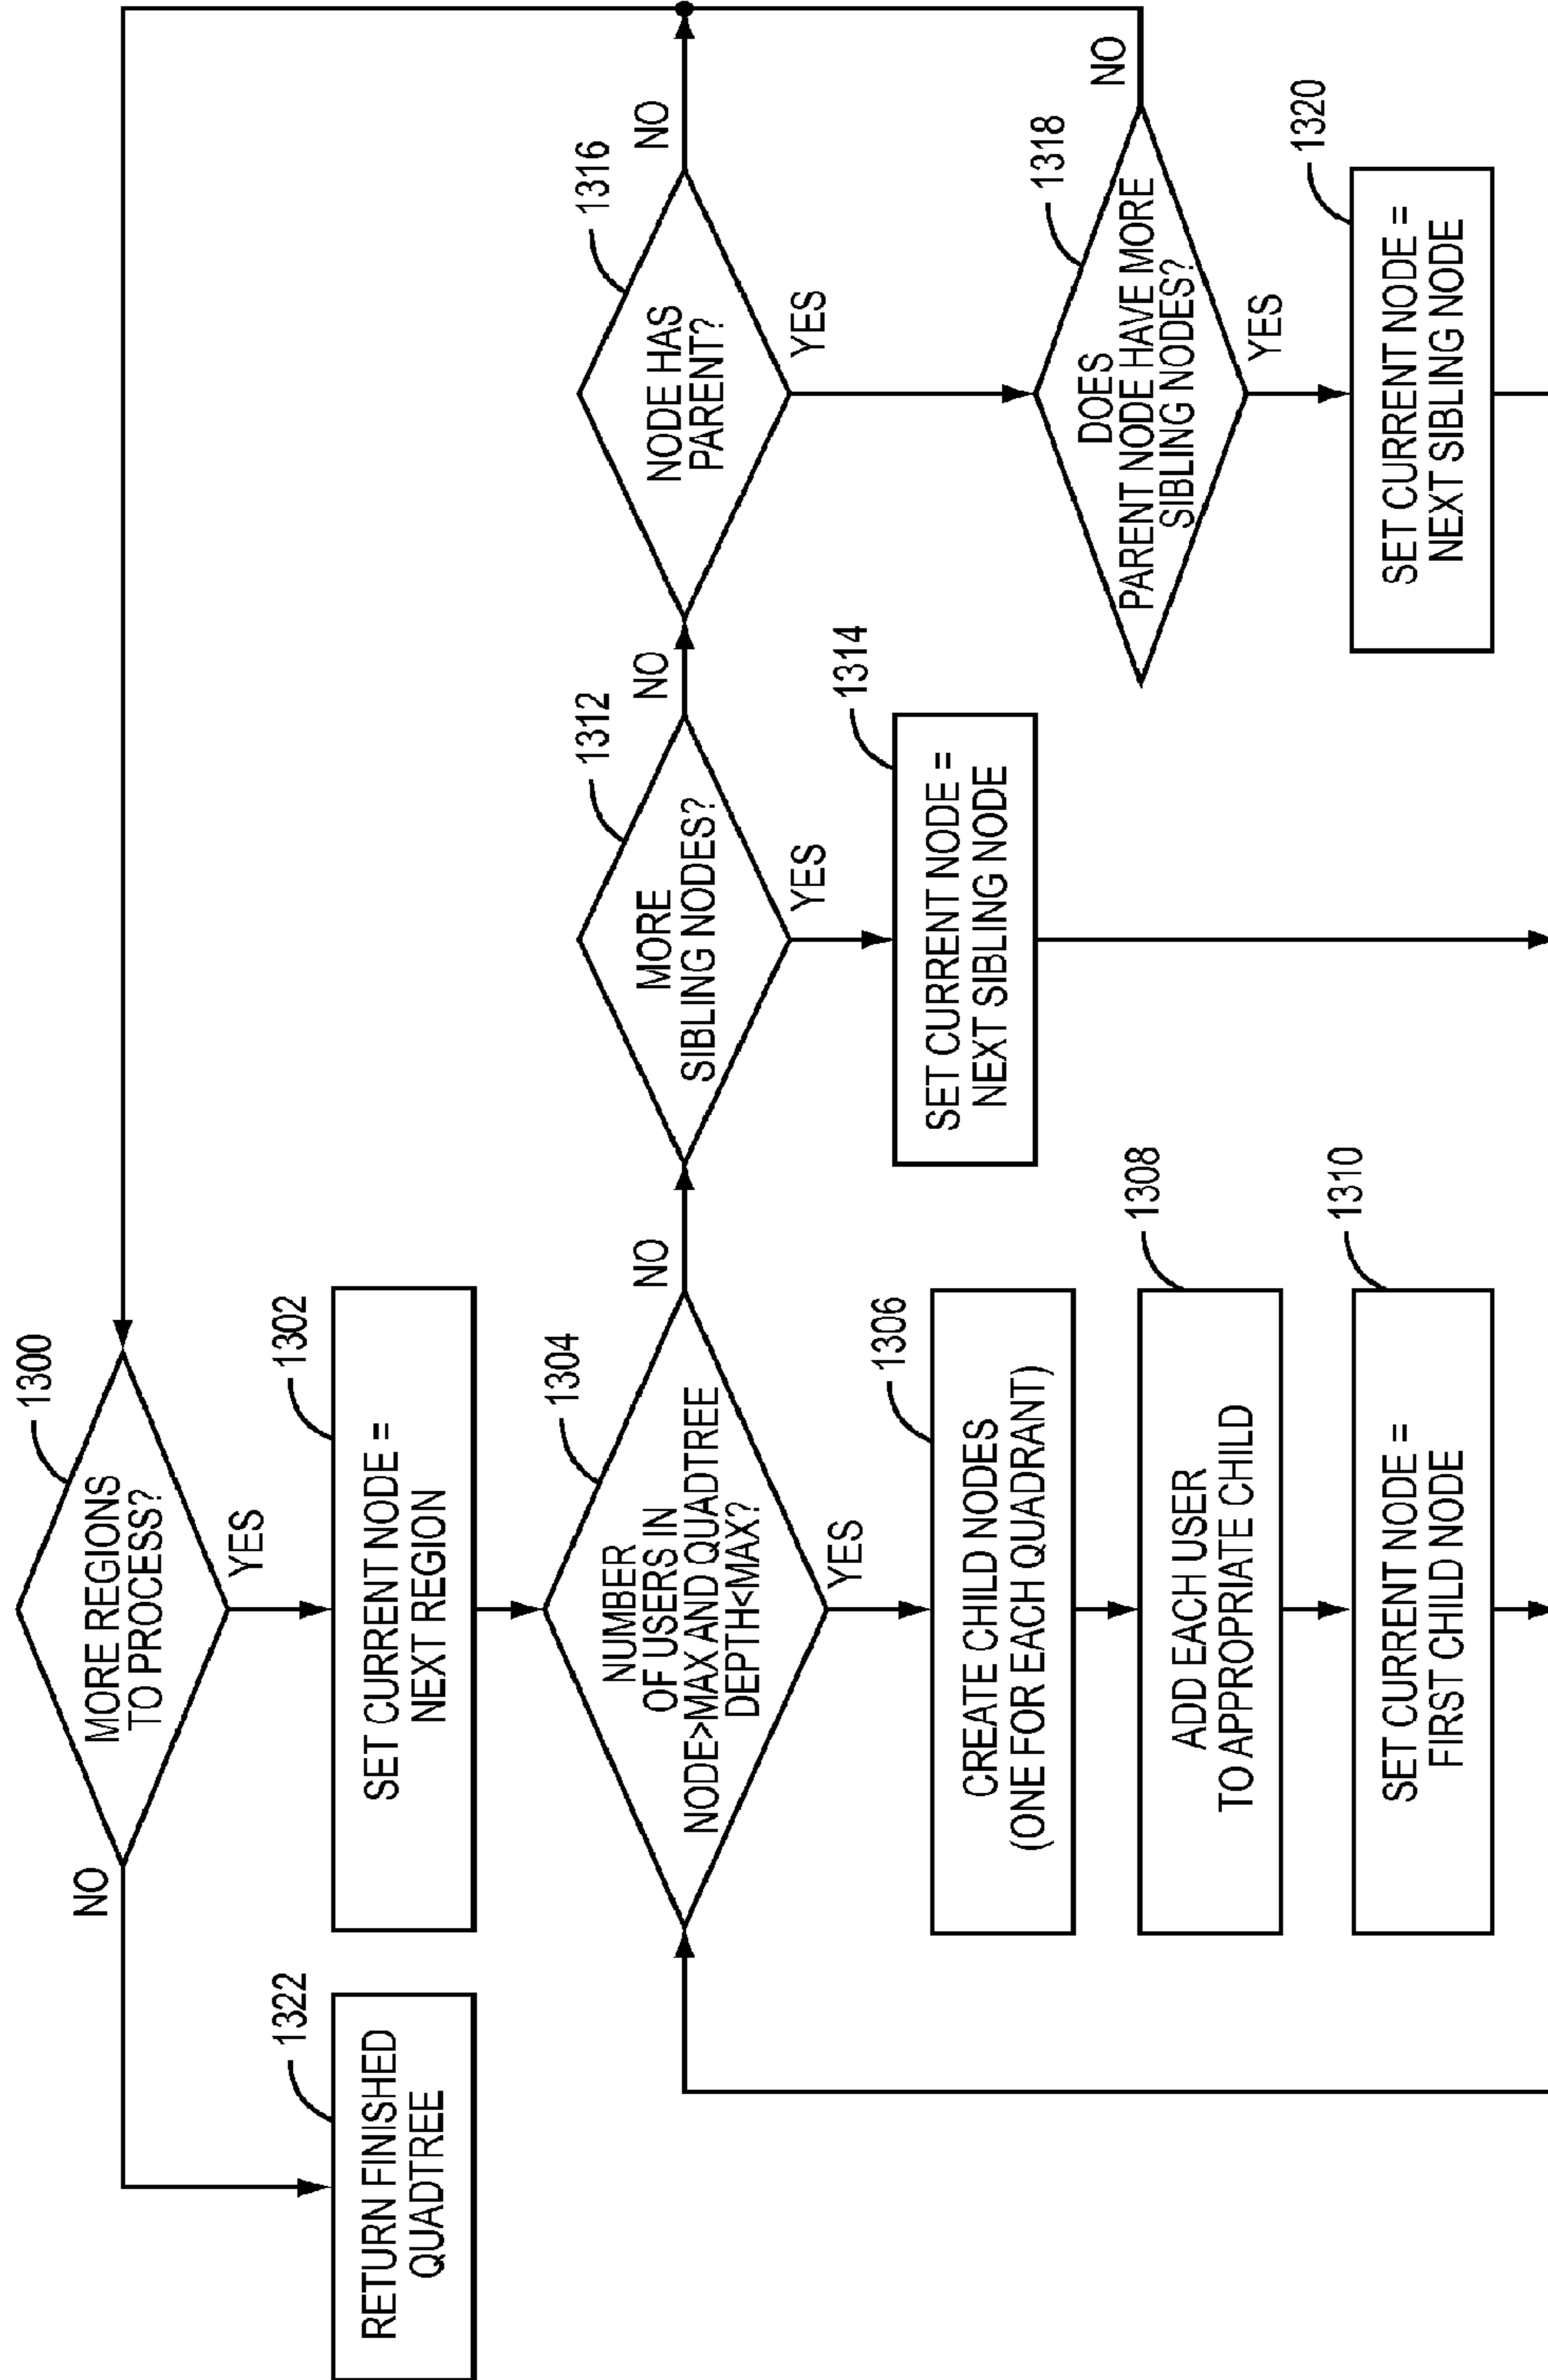 1300
MORE REGIONS
TO PROCESS?
NO
YES
1322
RETURN FINISHED
QUADTREE
1302
SET CURRENT NODE =
NEXT REGION
1304
NUMBER
OF USERS IN
NODE>MAX AND QUADTREE
DEPTH<MAX?
NO
YES
1312
MORE
SIBLING NODES?
NO
YES
1316
NODE HAS
PARENT?
NO
YES
1306
CREATE CHILD NODES
(ONE FOR EACH QUADRANT)
1314
SET CURRENT NODE =
NEXT SIBLING NODE
1318
DOES
PARENT NODE HAVE MORE
SIBLING NODES?
NO
YES
1308
ADD EACH USER
TO APPROPRIATE CHILD
1310
SET CURRENT NODE =
FIRST CHILD NODE
1320
SET CURRENT NODE =
NEXT SIBLING NODE